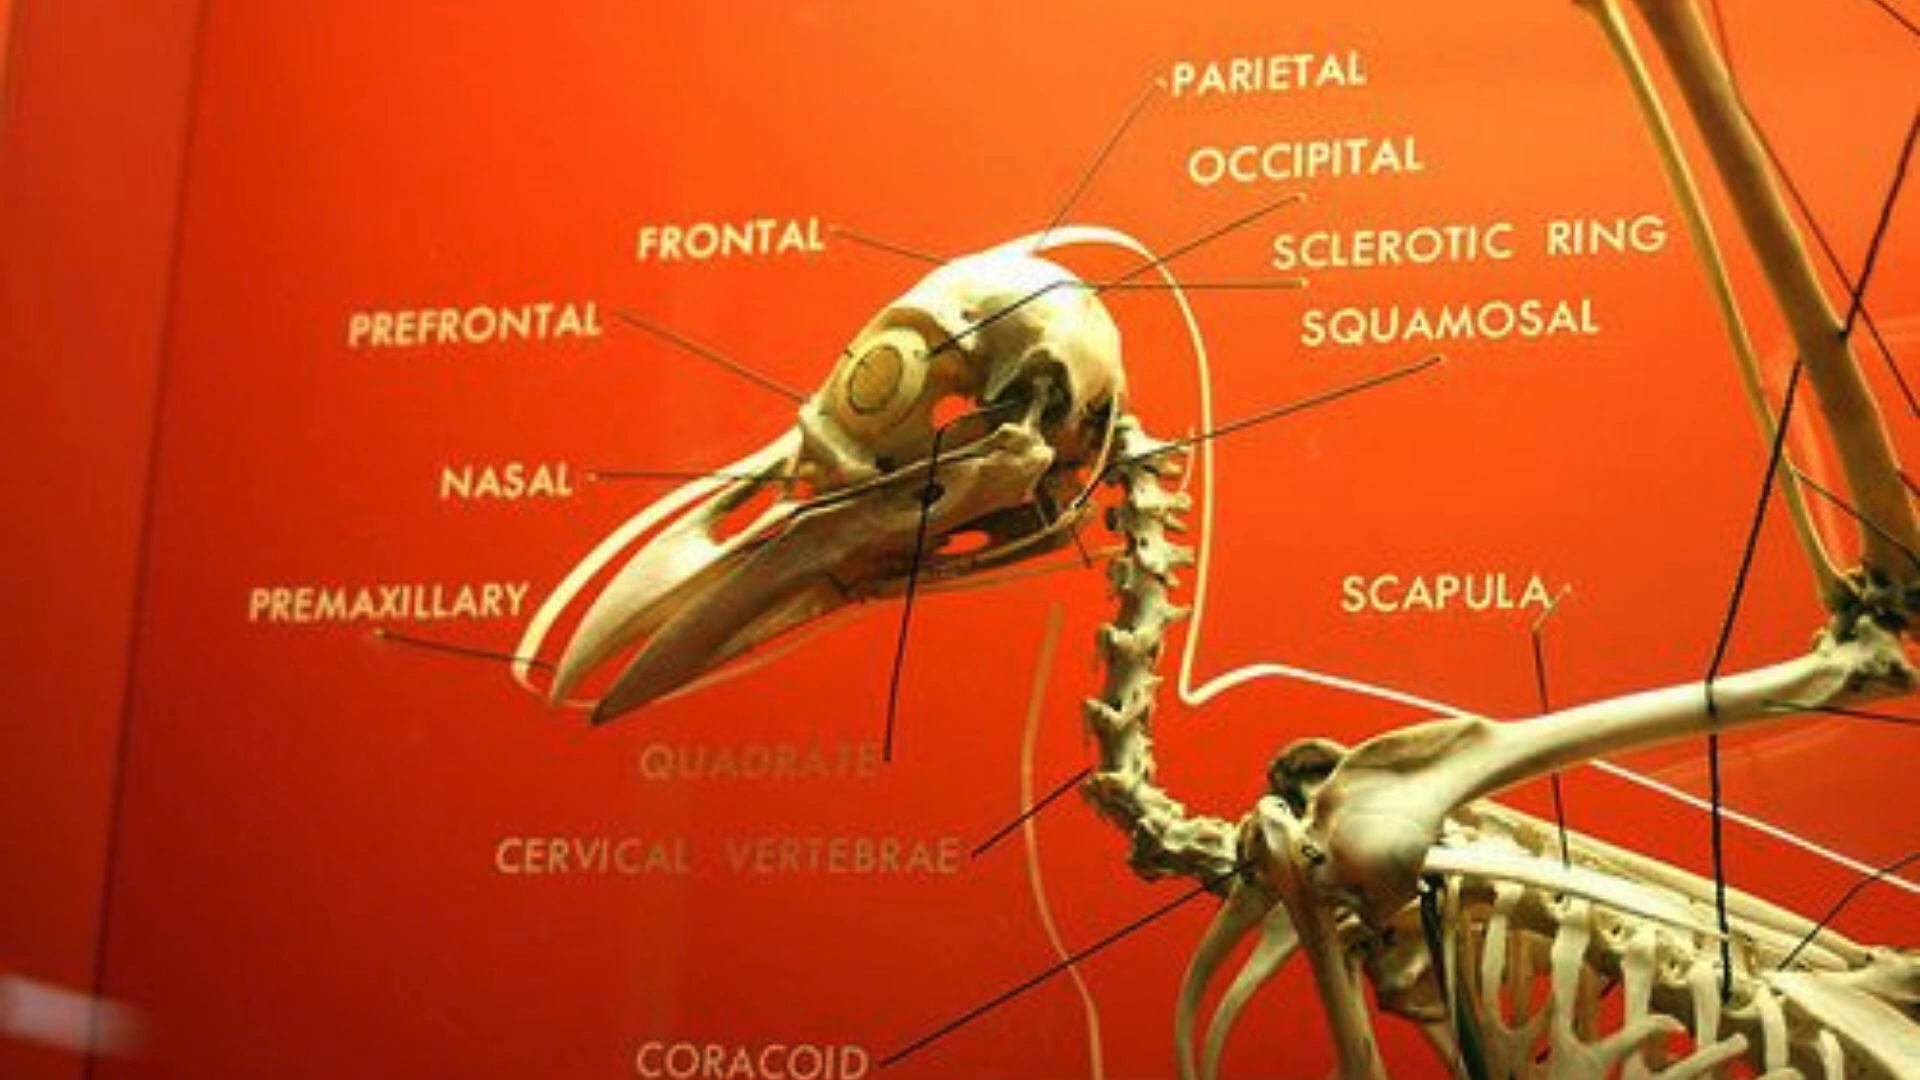 PARIETAL
OCCIPITAL
FRONTAL
SCLEROTIC RING
PREFRONTAL
SQUAMOSAL
NASAL
PREMAXILLARY
SCAPULA
QUADRATE
CERVICAL VERTEBRAE
CORACOID